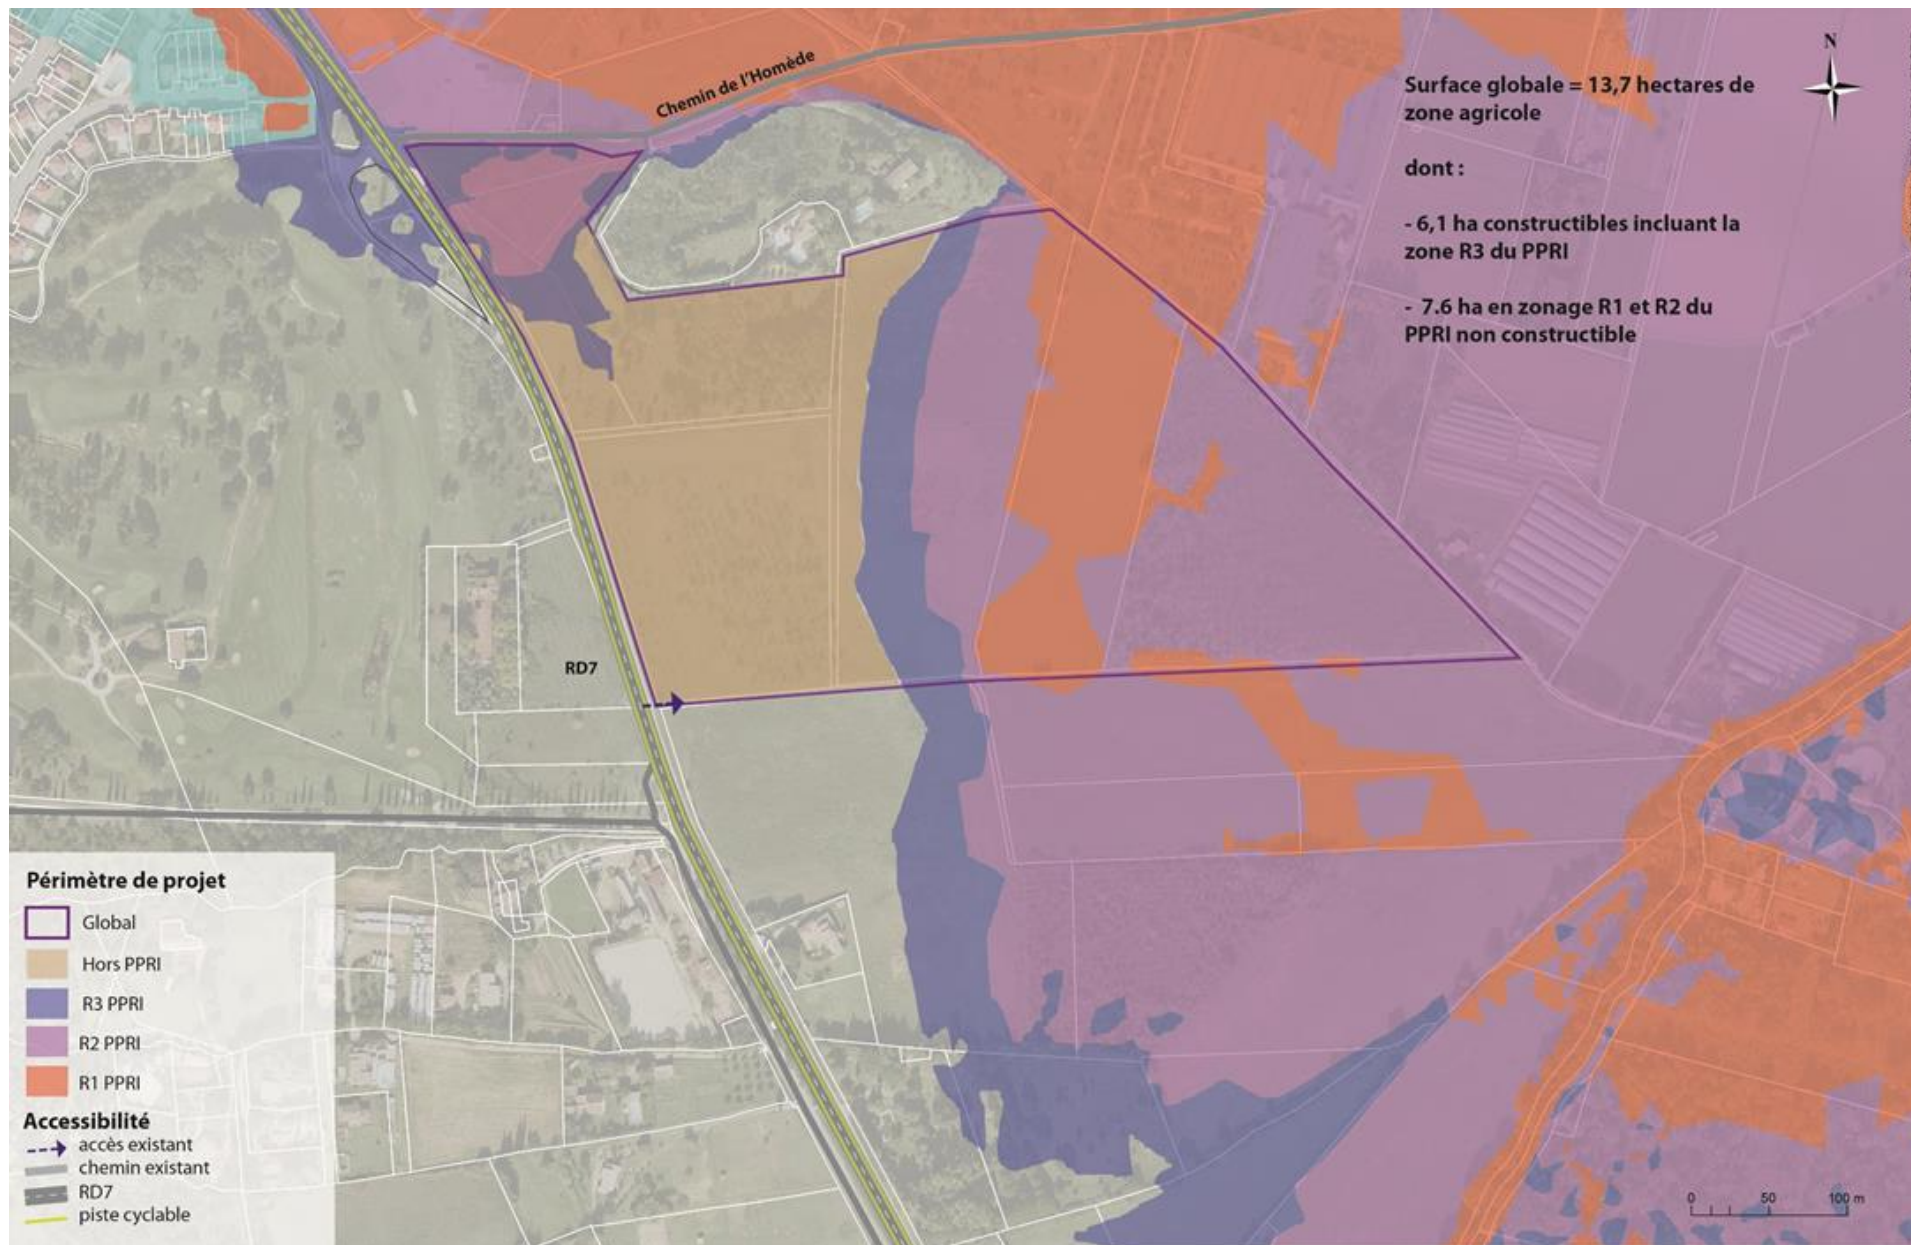 N
Chemin de l'Homède
Surface globale = 13,7 hectares de
zone agricole
dont :
- 6,1 ha constructibles incluant la
zone R3 du PPRI
- 7.6 ha en zonage R1 et R2 du
PPRI non constructible
RD7
Périmètre de projet
Global
Hors PPRI
R3 PPRI
R2 PPRI
R1 PPRI
Accessibilité
accès existant
chemin existant
RD7
piste cyclable
0 50 100 m